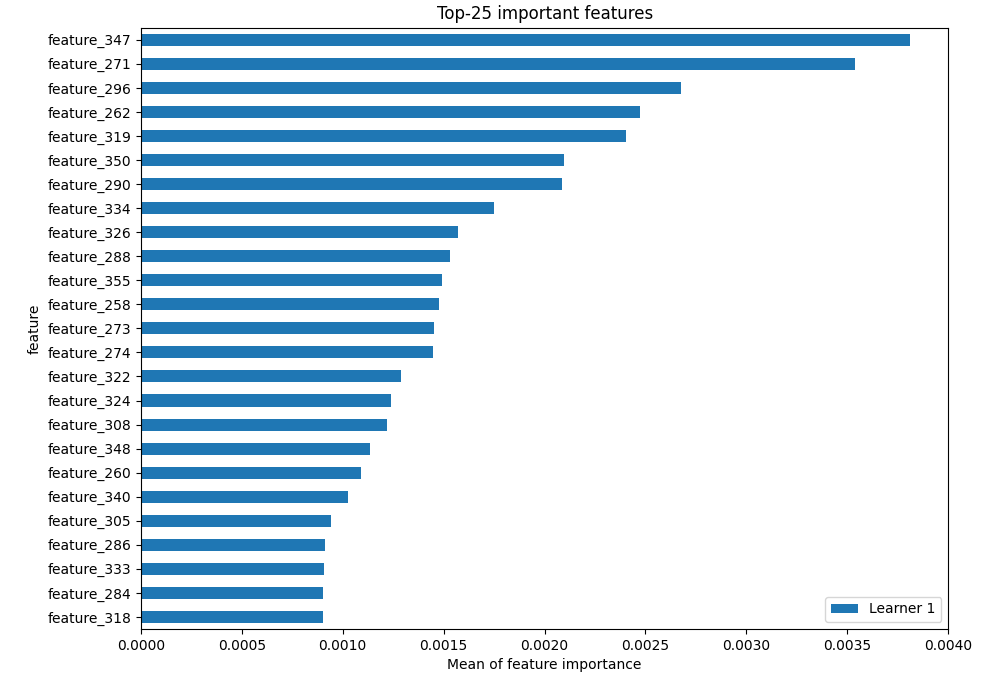 Top-25 important features
feature_347
feature_271
feature_296
feature_262
feature_319
feature_350
feature_290
feature_334
feature_326
feature_288
feature_355
feature_258
feature_273
feature_274
feature_322
feature_324
feature_308
feature_348
feature_260
feature_340
feature_305
feature_286
feature_333
feature_284
feature_318
feature
Learner 1
0.0000 0.0005 0.0010 0.0015 0.0020 0.0025 0.0030 0.0035 0.0040
Mean of feature importance